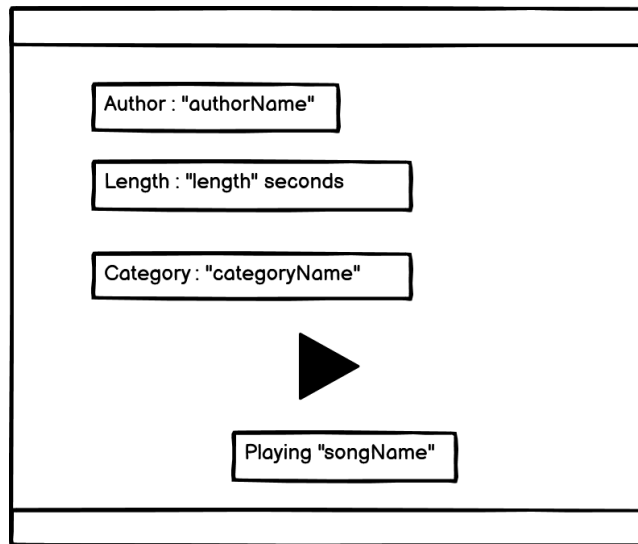 Author : "authorName"
Length : "length" seconds
Category : "categoryName"
Playing "songName"